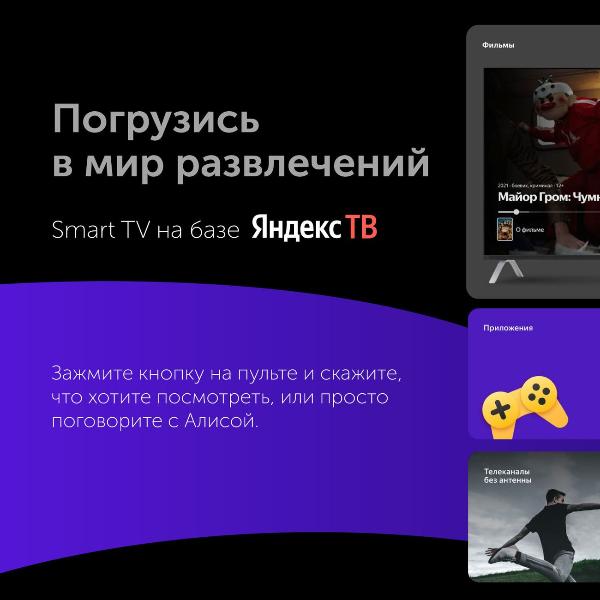 Погрузись
в мир развлечений
Smart TV на базе Яндекс ТВ
Зажмите кнопку на пульте и скажите,
что хотите посмотреть, или просто
поговорите с Алисой.
Фильмы
2021 · боевик, криминал · 12+
Майор Гром: Чумн
О фильме
Приложения
Телеканалы
без антенны